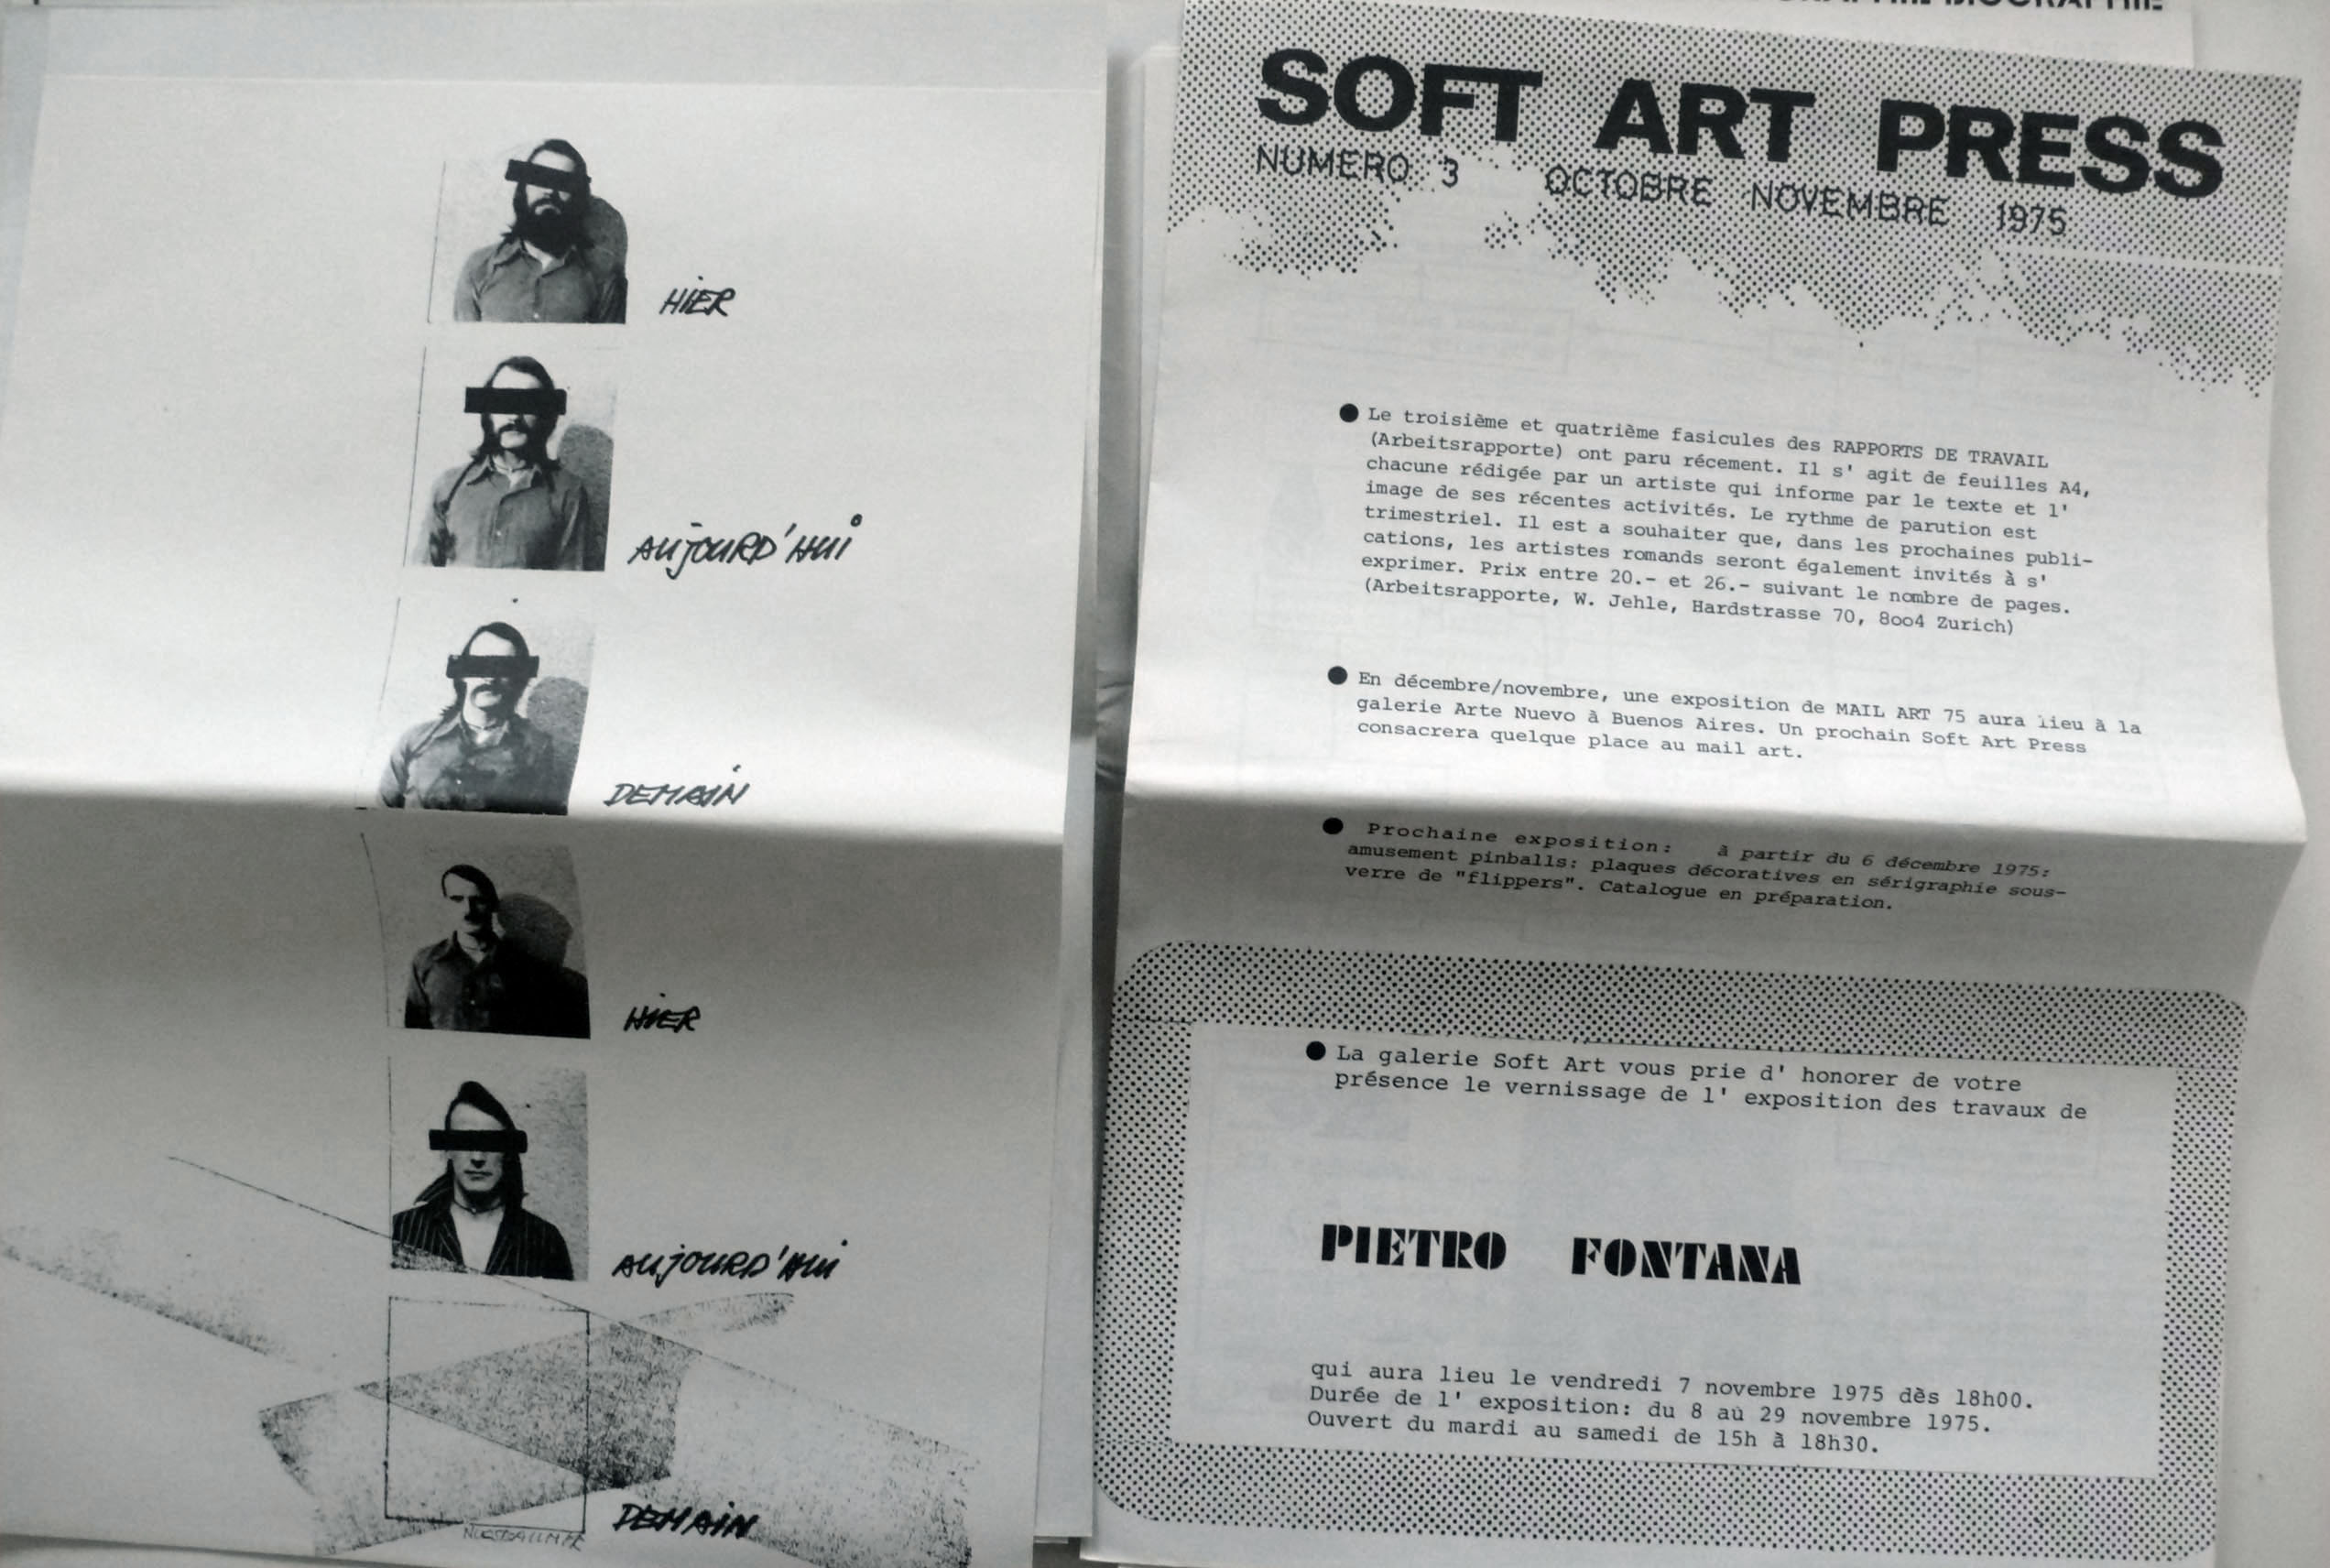 HIER
AUJOURD'HUI
DEMAIN
HIER
AUJOURD'HUI
DEMAIN
SOFT ART PRESS
NUMERO 3 OCTOBRE NOVEMBRE 1975
● Le troisième et quatrième fasicules des RAPPORTS DE TRAVAIL
(Arbeitsrapporte) ont paru récement. Il s' agit de feuilles A4,
chacune rédigée par un artiste qui informe par le texte et l'
image de ses récentes activités. Le rythme de parution est
trimestriel. Il est a souhaiter que, dans les prochaines publi-
cations, les artistes romands seront également invités à s'
exprimer. Prix entre 20.- et 26.- suivant le nombre de pages.
(Arbeitsrapporte, W. Jehle, Hardstrasse 70, 8oo4 Zurich)
● En décembre/novembre, une exposition de MAIL ART 75 aura lieu à la
galerie Arte Nuevo à Buenos Aires. Un prochain Soft Art Press
consacrera quelque place au mail art.
● Prochaine exposition: à partir du 6 décembre 1975:
amusement pinballs: plaques décoratives en sérigraphie sous-
verre de "flippers". Catalogue en préparation.
● La galerie Soft Art vous prie d' honorer de votre
présence le vernissage de l' exposition des travaux de
PIETRO FONTANA
qui aura lieu le vendredi 7 novembre 1975 dès 18h00.
Durée de l' exposition: du 8 au 29 novembre 1975.
Ouvert du mardi au samedi de 15h à 18h30.